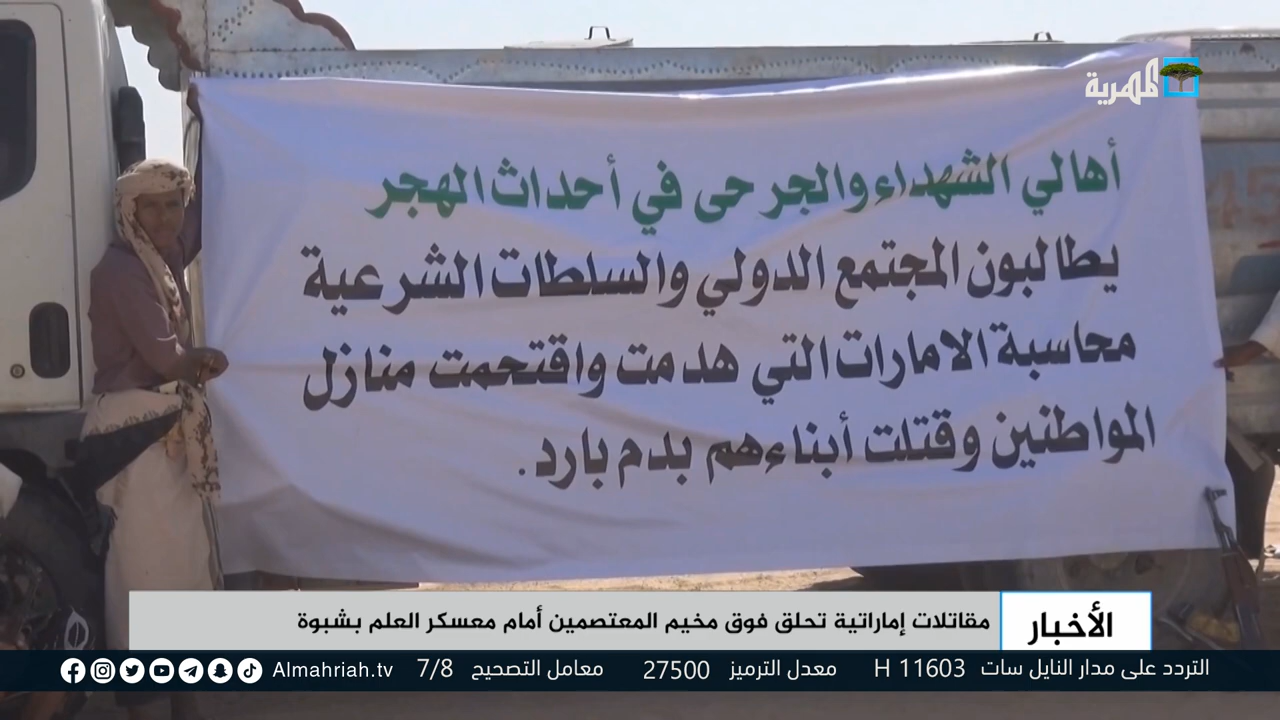 المهرية
أهالي الشهداء والجرحى في أحداث الهجر
يطالبون المجتمع الدولي والسلطات الشرعية
محاسبة الامارات التي هدمت واقتحمت منازل
المواطنين وقتلت أبناءهم بدم بارد.
45
الأخبار
مقاتلات إماراتية تحلق فوق مخيم المعتصمين أمام معسكر العلم بشبوة
التردد على مدار النايل سات 11603 H معدل الترميز 27500 معامل التصحيح 7/8 Almahriah.tv